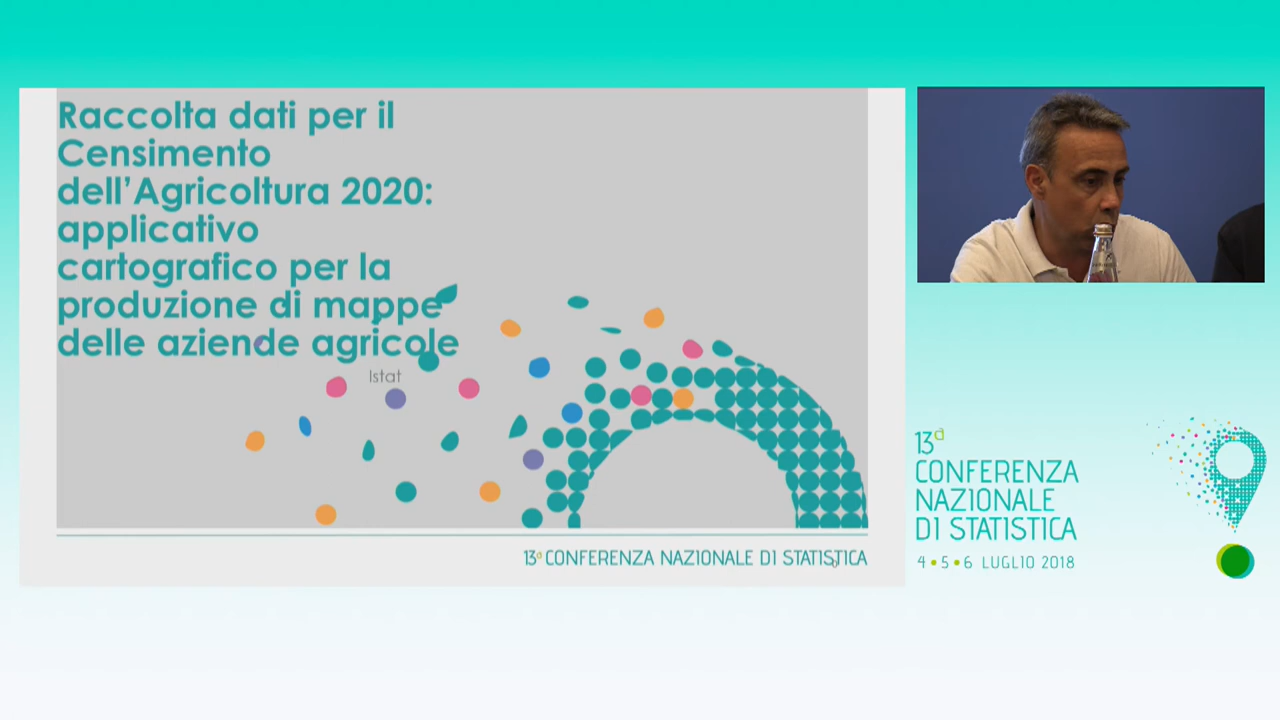 Raccolta dati per il
Censimento
dell’Agricoltura 2020:
applicativo
cartografico per la
produzione di mappe
delle aziende agricole
Istat
13ª CONFERENZA NAZIONALE DI STATISTICA
13ª
CONFERENZA
NAZIONALE
DI STATISTICA
4•5•6 LUGLIO 2018